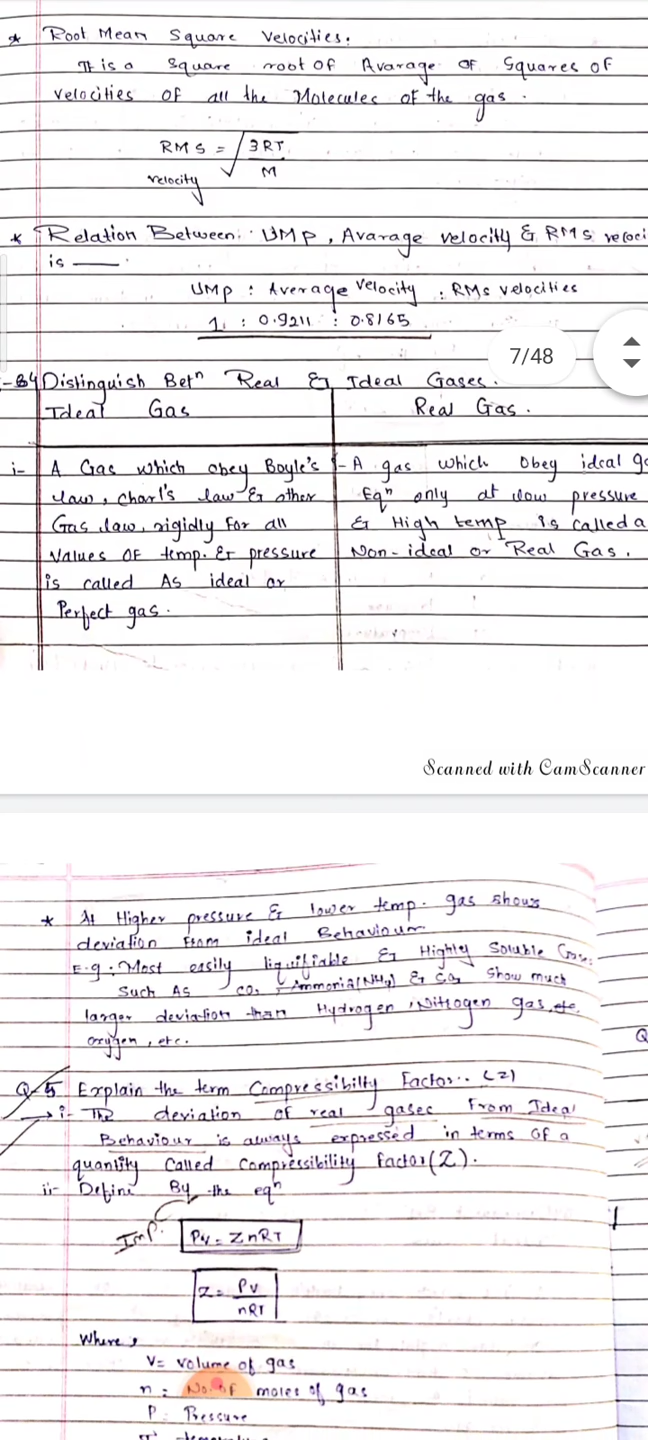 * Root Mean Square Velocities.
It is a square root of Avarage of Squares of
velocities of all the Molecules of the gas.
RMS = √3RT
velocity M
* Relation Between UMP, Avarage velocity & RMS veloci
is —
UMP : Average velocity : RMS velocities
1 : 0.9211 : 0.8165
7/48
Distinguish Betn Real & Ideal Gases.
Ideal Gas Real Gas.
i- A Gas which obey Boyle's - A gas which Obey ideal ga
law, Charl's law & other Eqn only at low pressure
Gas law, rigidly for all & High temp is called a
Values OF temp. & pressure Non-ideal or Real Gas.
is called As ideal or
Perfect gas.
Scanned with CamScanner
* At Higher pressure & lower temp. gas shows
deviation from ideal Behaviour
E.g: Most easily liquifiable & Highly Soluble
Such As CO2, Ammonia(NH3) & show much
larger deviation than Hydrogen, Nittogen gas, etc.
oxygen, etc.
Q-5 Explain the term Compressibilty Factor.. (Z)
→ i- The deviation of real gases From Ideal
Behaviour is always expressed in terms of a
quantity Called Compressibility factor(Z).
ii- Define By the eqn
Imp. PV = ZnRT
Z = PV
nRT
Where,
V= volume of gas
n = No. of moles of gas
P Pressure